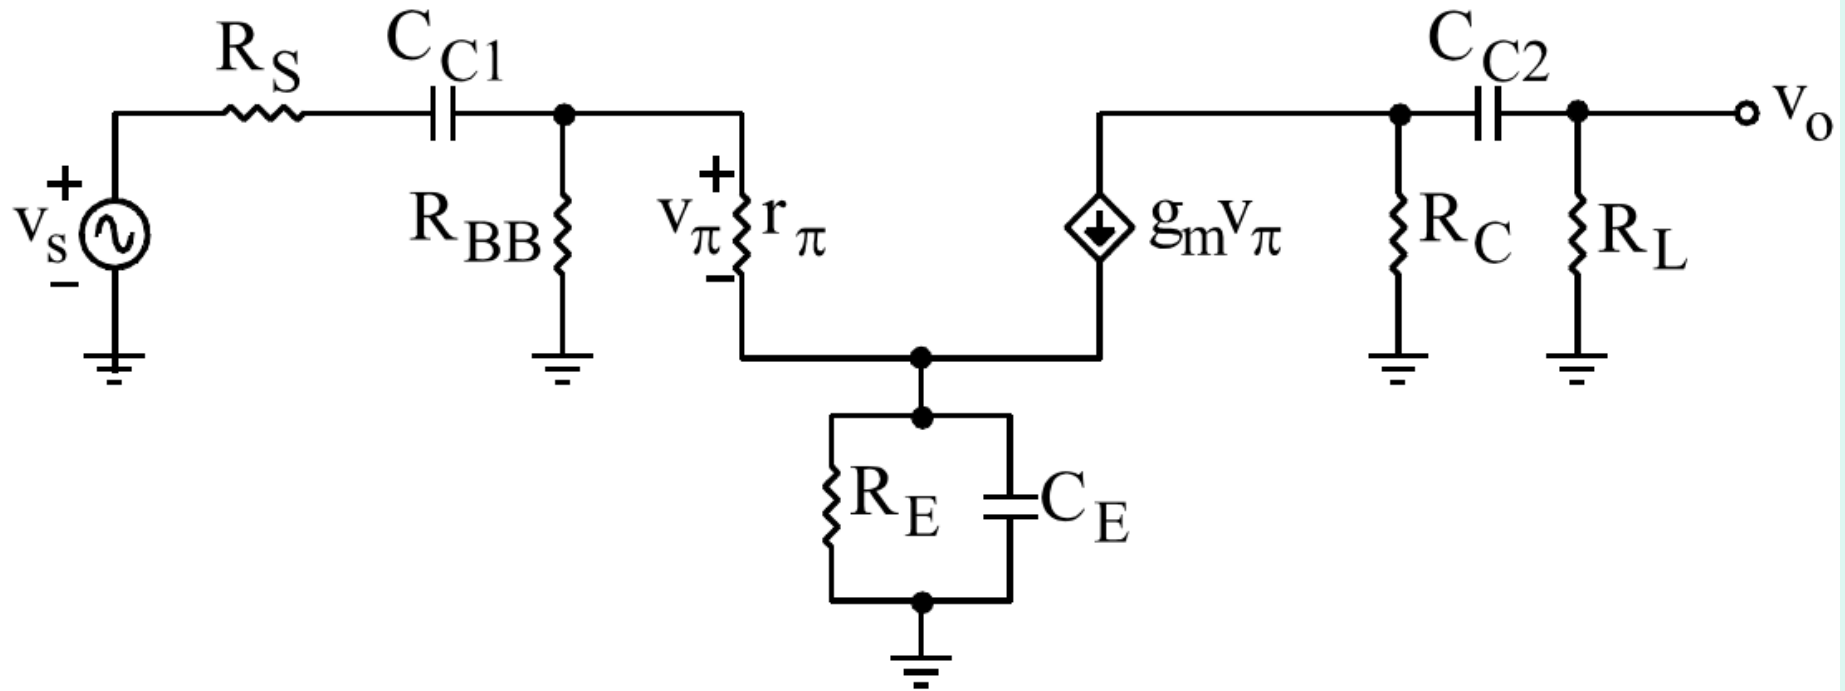 R_S
C_C1
C_C2
v_o
+
v_s
−
R_BB
+
v_π
−
r_π
g_m v_π
R_C
R_L
R_E
C_E